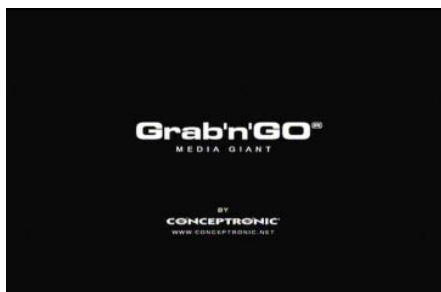 Grab'n'GO®
MEDIA GIANT
BY
CONCEPTRONIC®
WWW.CONCEPTRONIC.NET